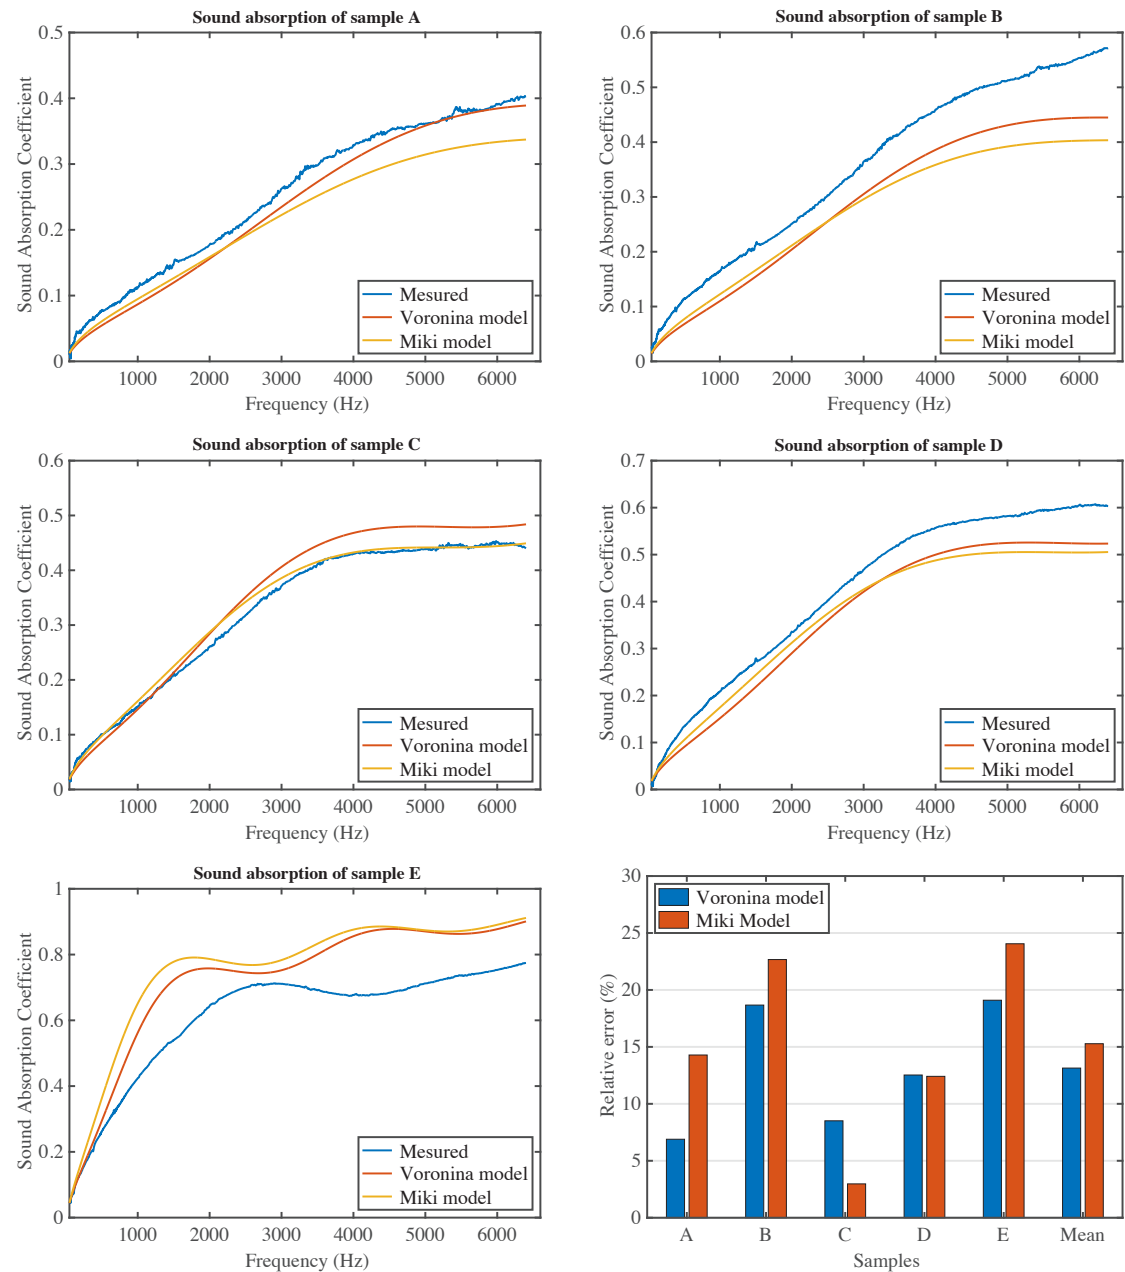 Sound absorption of sample A
Sound Absorption Coefficient
0.5
0.4
0.3
0.2
0.1
0
1000 2000 3000 4000 5000 6000
Frequency (Hz)
Mesured
Voronina model
Miki model
Sound absorption of sample B
Sound Absorption Coefficient
0.6
0.5
0.4
0.3
0.2
0.1
0
1000 2000 3000 4000 5000 6000
Frequency (Hz)
Mesured
Voronina model
Miki model
Sound absorption of sample C
Sound Absorption Coefficient
0.6
0.5
0.4
0.3
0.2
0.1
0
1000 2000 3000 4000 5000 6000
Frequency (Hz)
Mesured
Voronina model
Miki model
Sound absorption of sample D
Sound Absorption Coefficient
0.7
0.6
0.5
0.4
0.3
0.2
0.1
0
1000 2000 3000 4000 5000 6000
Frequency (Hz)
Mesured
Voronina model
Miki model
Sound absorption of sample E
Sound Absorption Coefficient
1
0.8
0.6
0.4
0.2
0
1000 2000 3000 4000 5000 6000
Frequency (Hz)
Mesured
Voronina model
Miki model
Relative error (%)
30
25
20
15
10
5
0
Voronina model
Miki Model
A B C D E Mean
Samples